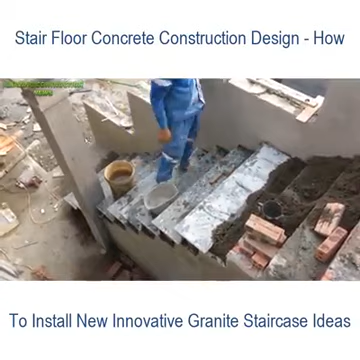 Stair Floor Concrete Construction Design - How
To Install New Innovative Granite Staircase Ideas